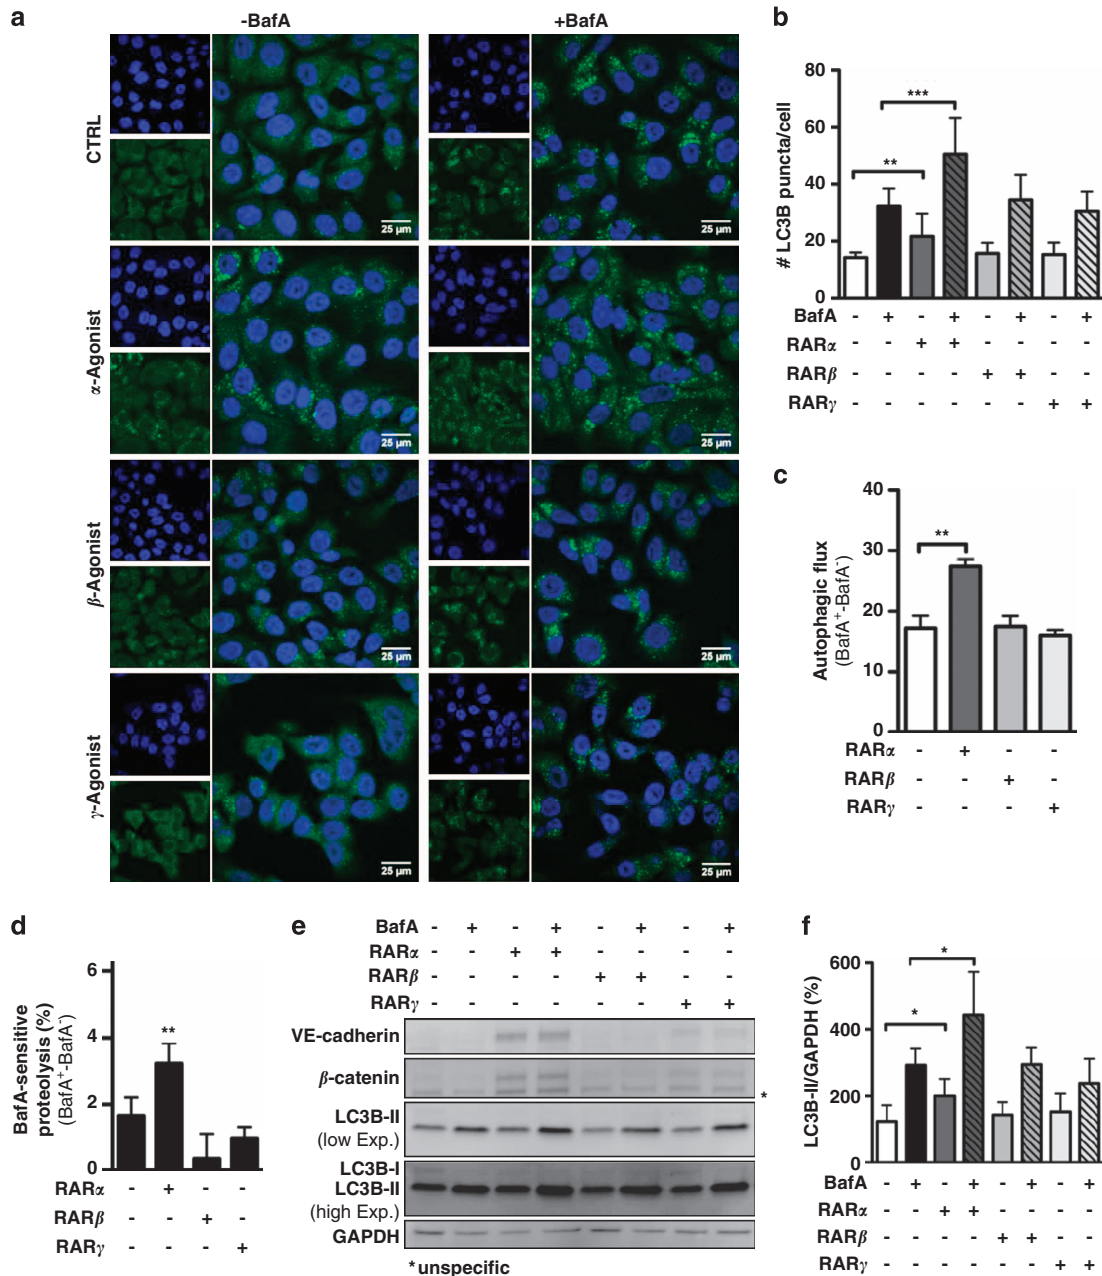 a
-BafA
+BafA
CTRL
25 µm
25 µm
α-Agonist
25 µm
25 µm
β-Agonist
25 µm
25 µm
γ-Agonist
25 µm
25 µm
b
# LC3B puncta/cell
80
60
40
20
0
**
***
BafA - + - + - + - +
RARα - - + + - - - -
RARβ - - - - + + - -
RARγ - - - - - - + +
c
Autophagic flux
(BafA⁺-BafA⁻)
40
30
20
10
0
**
RARα - + - -
RARβ - - + -
RARγ - - - +
d
BafA-sensitive
proteolysis (%)
(BafA⁺-BafA⁻)
6
4
2
0
**
RARα - + - -
RARβ - - + -
RARγ - - - +
e
BafA - + - + - + - +
RARα - - + + - - - -
RARβ - - - - + + - -
RARγ - - - - - - + +
VE-cadherin
β-catenin
*
LC3B-II
(low Exp.)
LC3B-I
LC3B-II
(high Exp.)
GAPDH
* unspecific
f
LC3B-II/GAPDH (%)
600
400
200
0
*
*
BafA - + - + - + - +
RARα - - + + - - - -
RARβ - - - - + + - -
RARγ - - - - - - + +